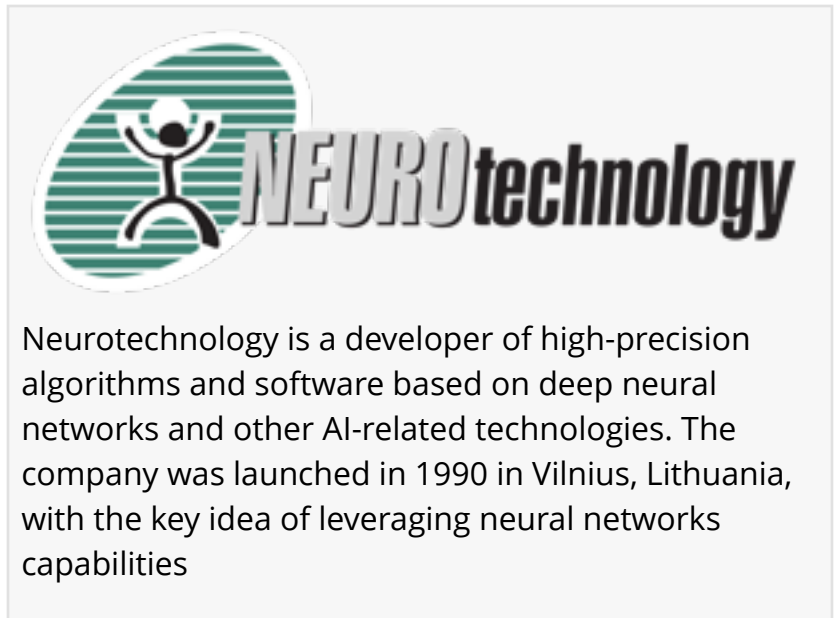 NEUROtechnology
Neurotechnology is a developer of high-precision
algorithms and software based on deep neural
networks and other AI-related technologies. The
company was launched in 1990 in Vilnius, Lithuania,
with the key idea of leveraging neural networks
capabilities